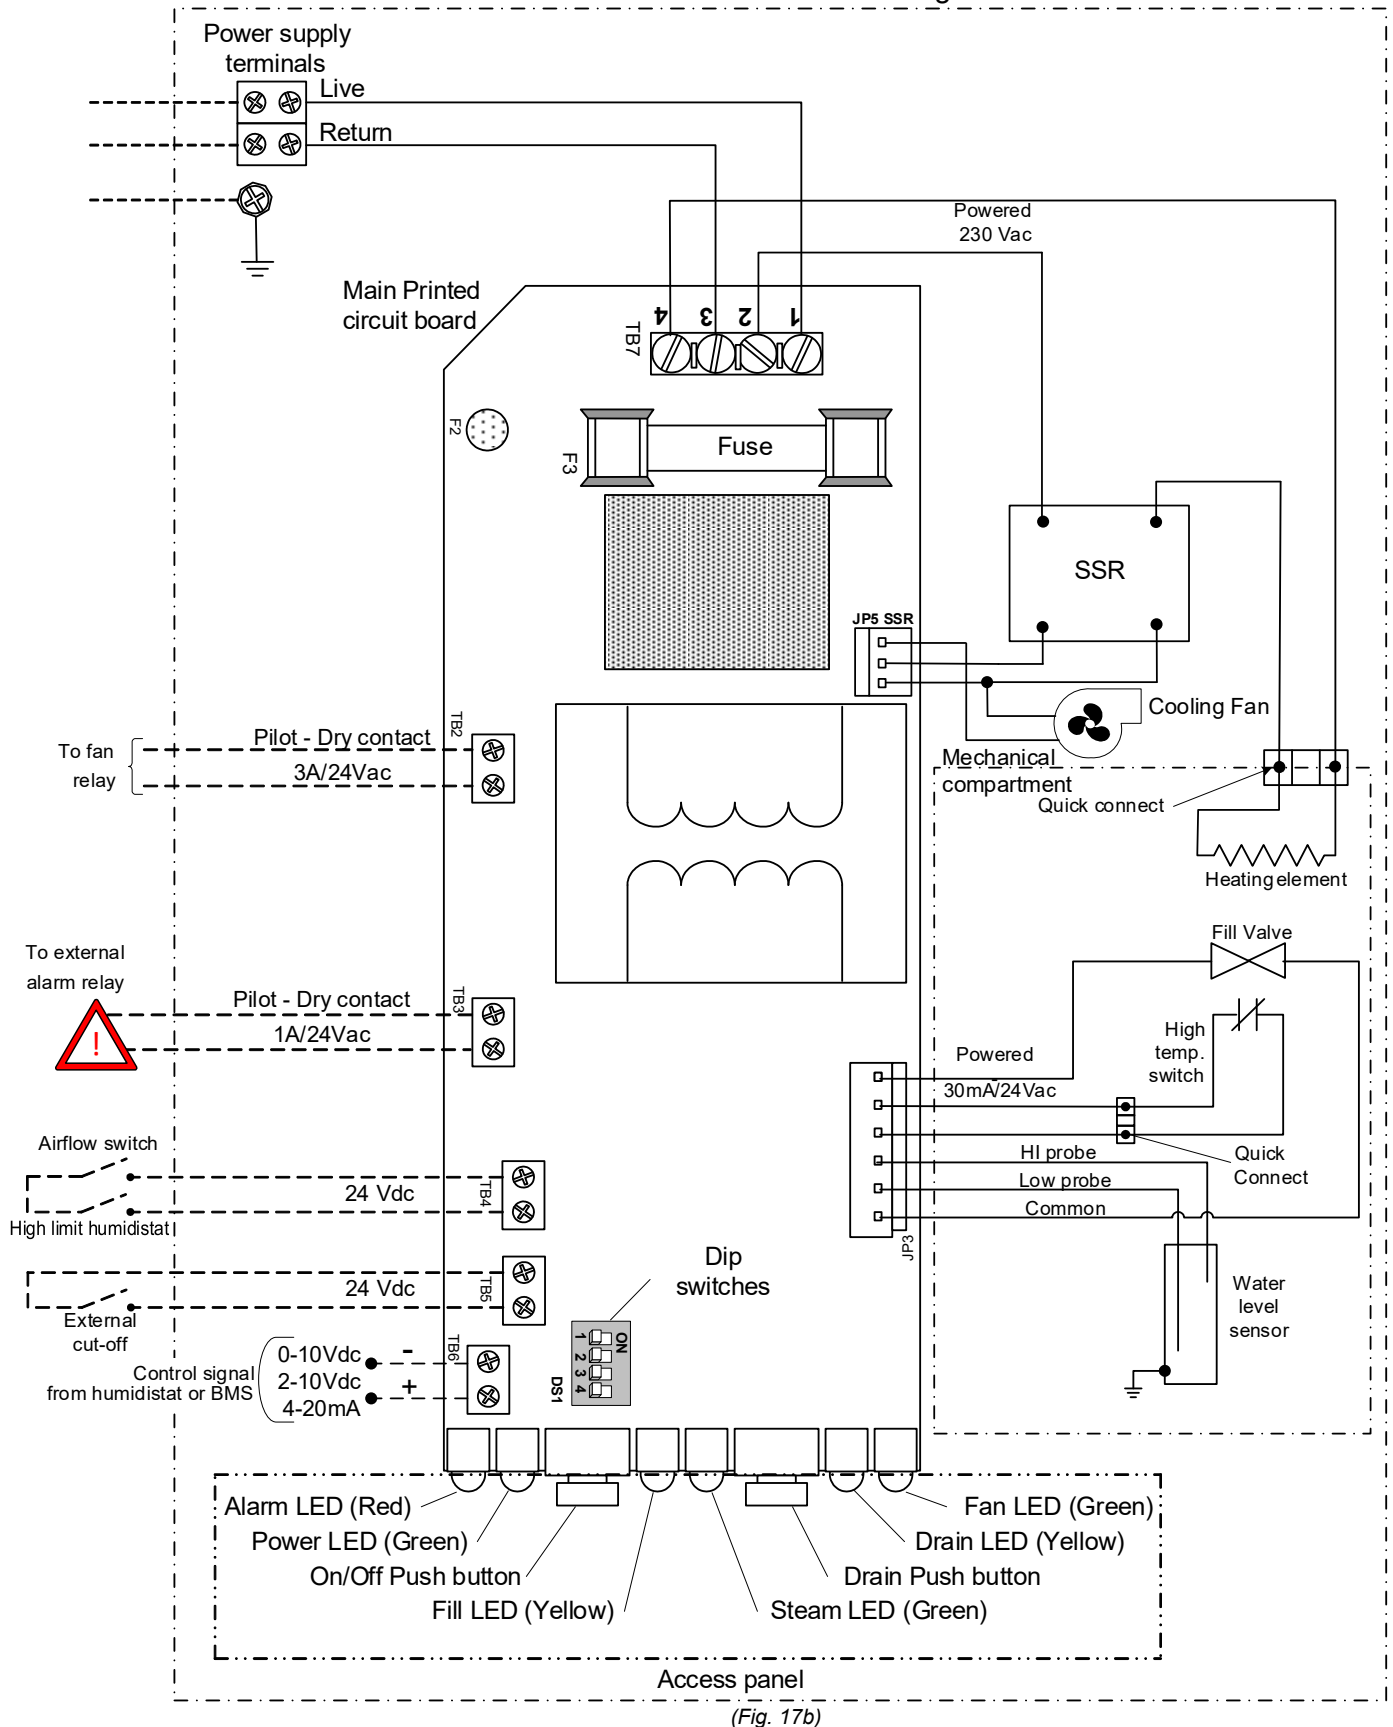 Power supply
terminals
Live
Return
Powered
230 Vac
Main Printed
circuit board
4 3 2 1
TB7
F2
F3
Fuse
SSR
JP5 SSR
Cooling Fan
Mechanical
compartment
Quick connect
Heating element
TB2
To fan
relay
Pilot - Dry contact
3A/24Vac
To external
alarm relay
!
TB3
Pilot - Dry contact
1A/24Vac
Fill Valve
High
temp.
switch
Powered
30mA/24Vac
HI probe
Low probe
Common
Quick
Connect
JP3
Water
level
sensor
Airflow switch
24 Vdc
High limit humidistat
TB4
24 Vdc
External
cut-off
TB5
Dip
switches
ON
1
2
3
4
DS1
TB6
Control signal
from humidistat or BMS
0-10Vdc
2-10Vdc
4-20mA
-
+
Alarm LED (Red)
Power LED (Green)
On/Off Push button
Fill LED (Yellow)
Fan LED (Green)
Drain LED (Yellow)
Drain Push button
Steam LED (Green)
Access panel
(Fig. 17b)